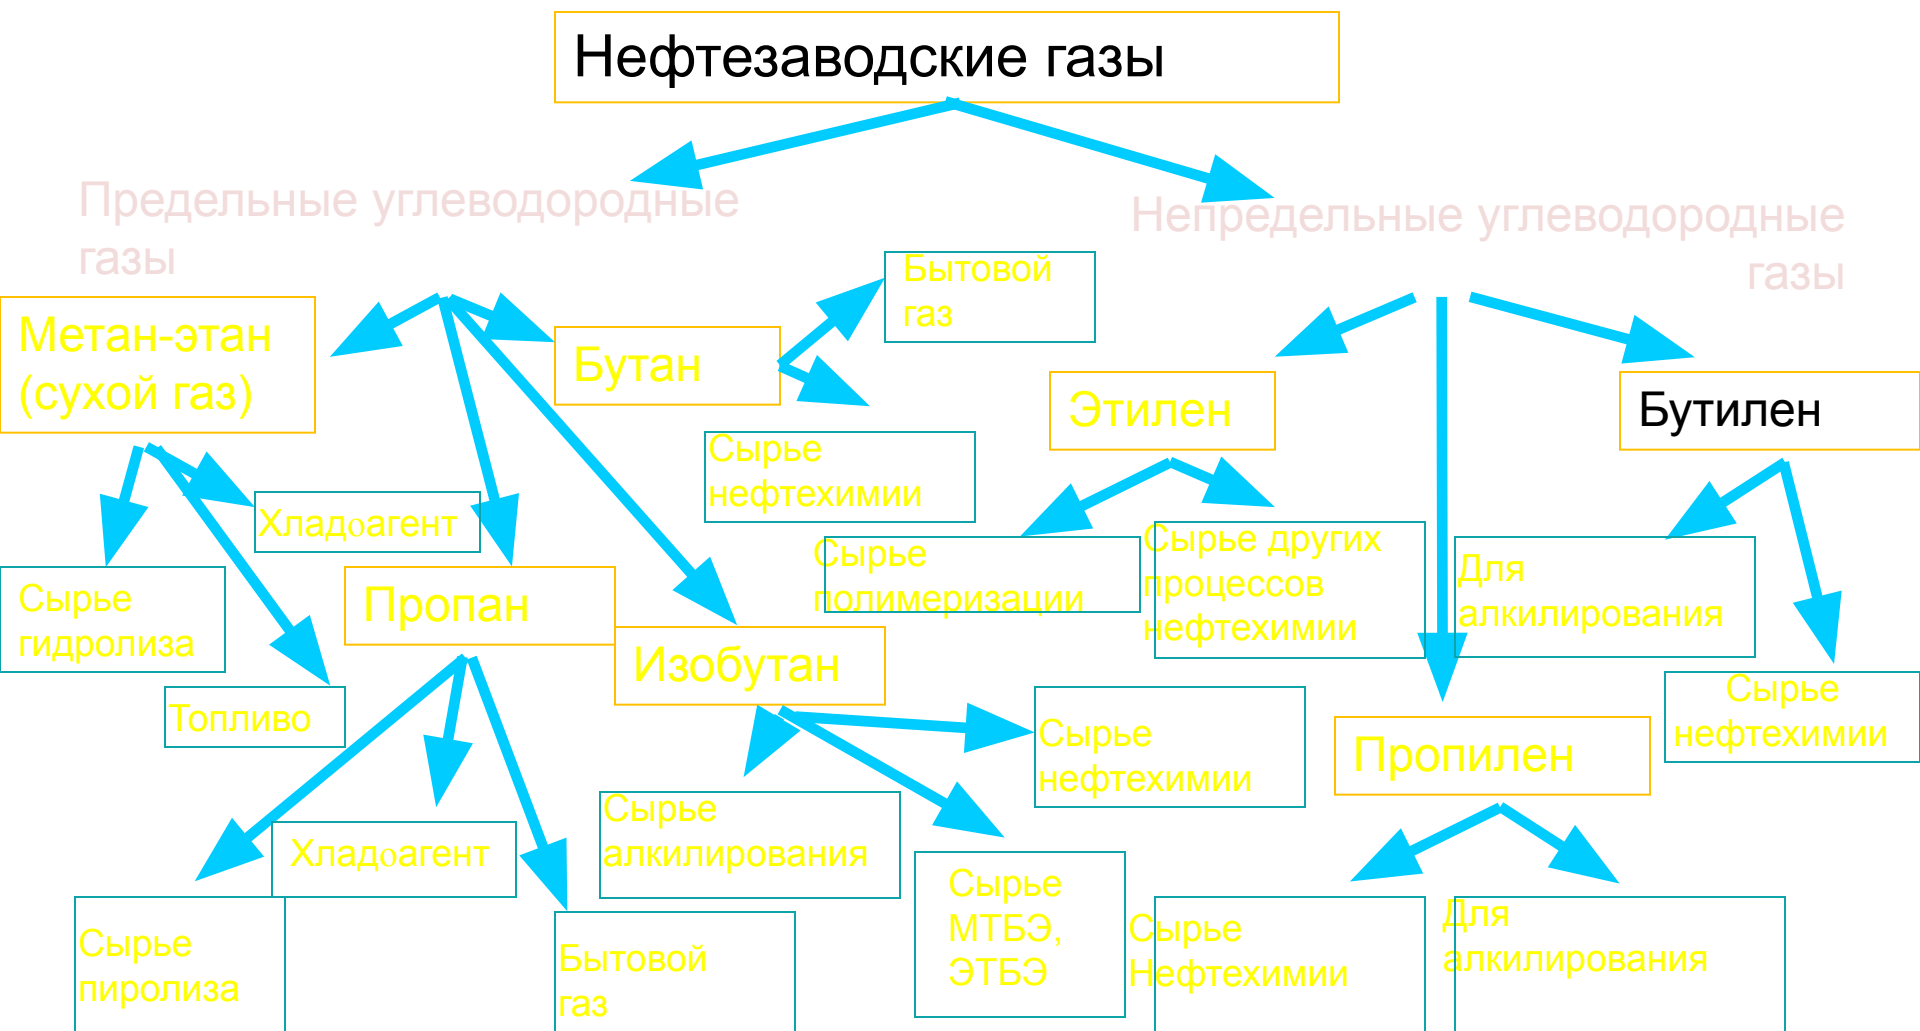 Нефтезаводские газы
Предельные углеводородные
газы
Непредельные углеводородные
газы
Бытовой
газ
Метан-этан
(сухой газ)
Бутан
Этилен
Бутилен
Сырье
нефтехимии
Хладоагент
Сырье
полимеризации
Сырье других
процессов
нефтехимии
Для
алкилирования
Сырье
гидролиза
Пропан
Изобутан
Топливо
Сырье
нефтехимии
Сырье
нефтехимии
Пропилен
Сырье
алкилирования
Хладоагент
Сырье
МТБЭ,
ЭТБЭ
Сырье
Нефтехимии
Для
алкилирования
Сырье
пиролиза
Бытовой
газ